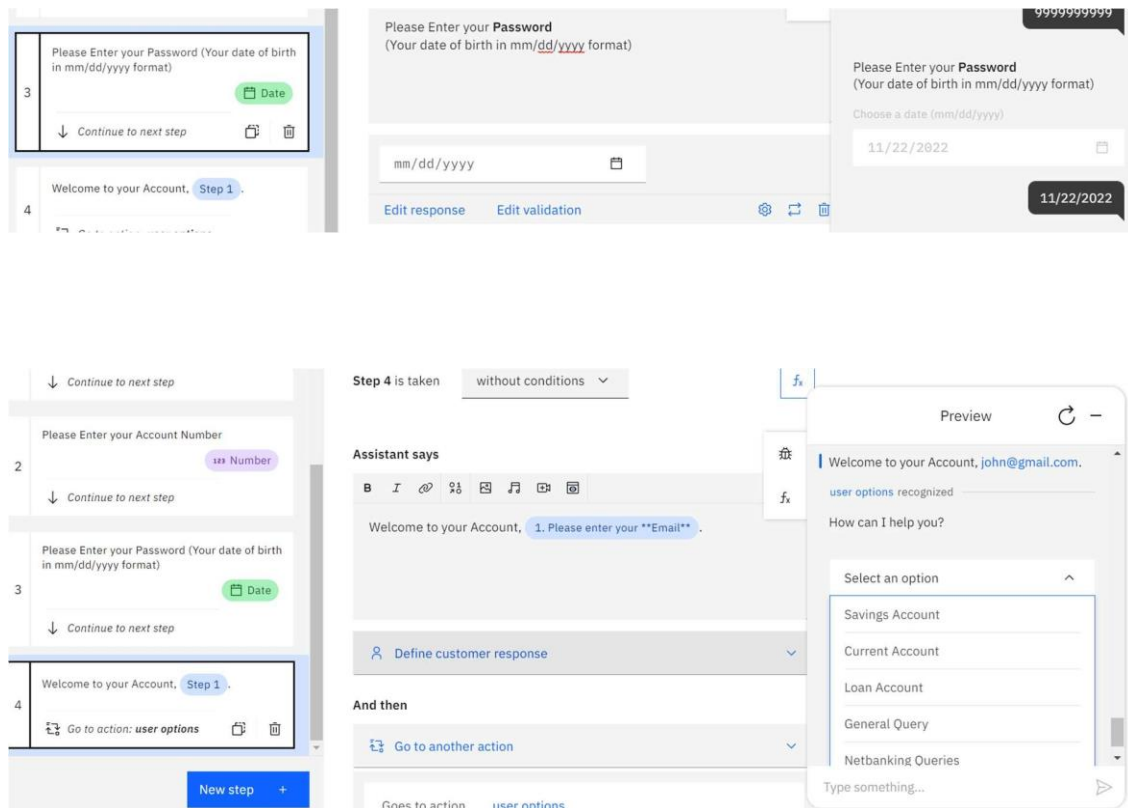 Please Enter your Password (Your date of birth
in mm/dd/yyyy format)
3
Date
Continue to next step
Welcome to your Account, Step 1 .
4
Please Enter your Password
(Your date of birth in mm/dd/yyyy format)
mm/dd/yyyy
Edit response Edit validation
9999999999
Please Enter your Password
(Your date of birth in mm/dd/yyyy format)
Choose a date (mm/dd/yyyy)
11/22/2022
11/22/2022
Continue to next step
Please Enter your Account Number
2
123 Number
Continue to next step
Please Enter your Password (Your date of birth
in mm/dd/yyyy format)
3
Date
Continue to next step
Welcome to your Account, Step 1 .
4
Go to action: user options
New step +
Step 4 is taken without conditions
fx
Assistant says
B I
fx
Welcome to your Account, 1. Please enter your **Email** .
Define customer response
And then
Go to another action
Goes to action user options
Preview
Welcome to your Account, john@gmail.com.
user options recognized
How can I help you?
Select an option
Savings Account
Current Account
Loan Account
General Query
Netbanking Queries
Type something...